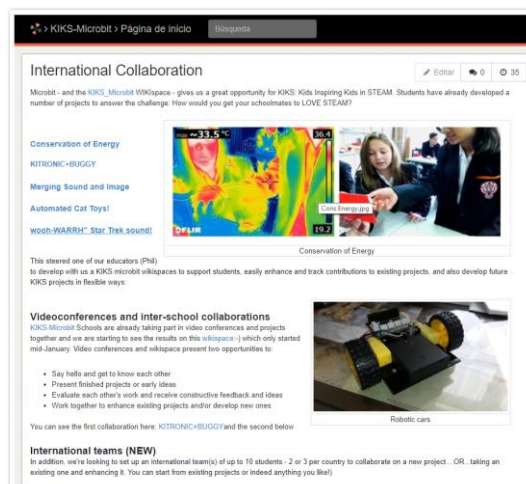 KIKS-Microbit › Página de inicio
Búsqueda
International Collaboration
Editar 0 35
Microbit - and the KIKS_Microbit WIKIspace - gives us a great opportunity for KIKS: Kids Inspiring Kids in STEAM. Students have already developed a
number of projects to answer the challenge: How would you get your schoolmates to LOVE STEAM?
Conservation of Energy
KITRONIC+BUGGY
Merging Sound and Image
Automated Cat Toys!
wooh-WARRH" Star Trek sound!
max ~33.5 °C
36.4
19.2
FLIR
Cons Energy.jpg
Conservation of Energy
This steered one of our educators (Phil)
to develop with us a KIKS microbit wikispaces to support students, easily enhance and track contributions to existing projects, and also develop future
KIKS projects in flexible ways:
Videoconferences and inter-school collaborations
KIKS-Microbit Schools are already taking part in video conferences and projects
together and we are starting to see the results on this wikispace:-) which only started
mid-January. Video conferences and wikispace present two opportunities to:
• Say hello and get to know each other
• Present finished projects or early ideas
• Evaluate each other's work and receive constructive feedback and ideas
• Work together to enhance existing projects and/or develop new ones
Robotic cars
You can see the first collaboration here: KITRONIC+BUGGYand the second below
International teams (NEW)
In addition, we're looking to set up an international team(s) of up to 10 students - 2 or 3 per country to collaborate on a new project... OR...taking an
existing one and enhancing it. You can start from existing projects or indeed anything you like!)